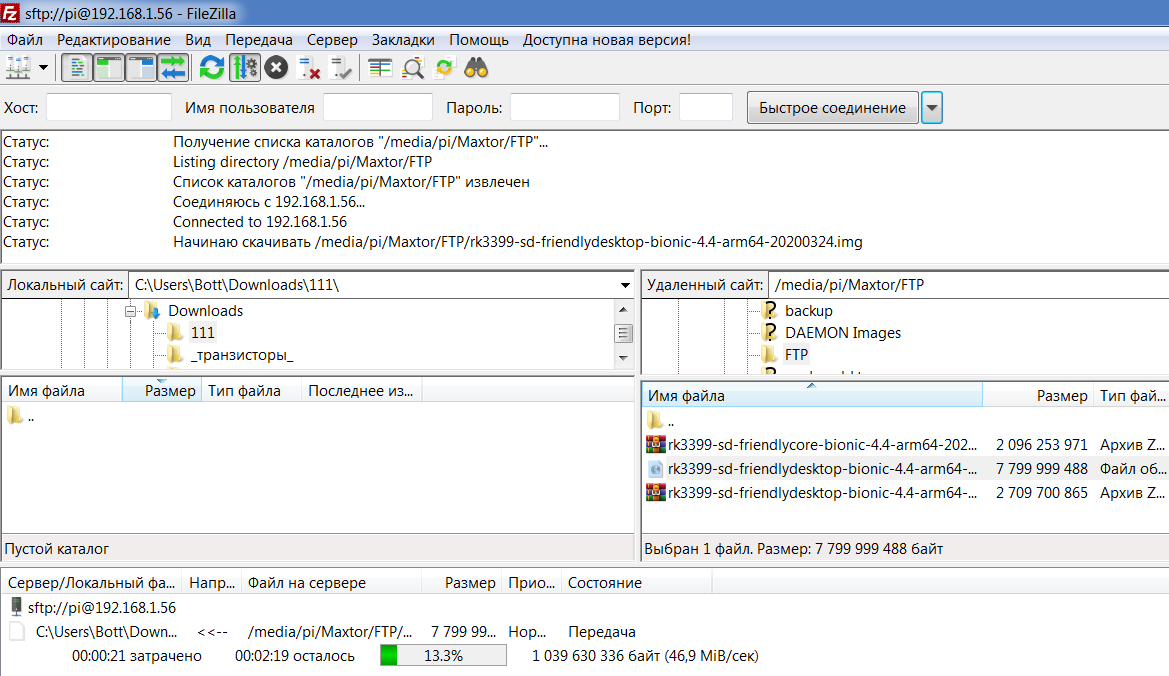 sftp://pi@192.168.1.56 - FileZilla
Файл Редактирование Вид Передача Сервер Закладки Помощь Доступна новая версия!
Хост: Имя пользователя Пароль: Порт: Быстрое соединение
Статус: Получение списка каталогов "/media/pi/Maxtor/FTP"...
Статус: Listing directory /media/pi/Maxtor/FTP
Статус: Список каталогов "/media/pi/Maxtor/FTP" извлечен
Статус: Соединяюсь с 192.168.1.56...
Статус: Connected to 192.168.1.56
Статус: Начинаю скачивать /media/pi/Maxtor/FTP/rk3399-sd-friendlydesktop-bionic-4.4-arm64-20200324.img
Локальный сайт: C:\Users\Bott\Downloads\111\
Downloads
111
_транзисторы_
Имя файла Размер Тип файла Последнее из...
..
Пустой каталог
Удаленный сайт: /media/pi/Maxtor/FTP
backup
DAEMON Images
FTP
Имя файла Размер Тип фай...
..
rk3399-sd-friendlycore-bionic-4.4-arm64-202... 2 096 253 971 Архив Z...
rk3399-sd-friendlydesktop-bionic-4.4-arm64-... 7 799 999 488 Файл об...
rk3399-sd-friendlydesktop-bionic-4.4-arm64-... 2 709 700 865 Архив Z...
Выбран 1 файл. Размер: 7 799 999 488 байт
Сервер/Локальный фа... Напр... Файл на сервере Размер Прио... Состояние
sftp://pi@192.168.1.56
C:\Users\Bott\Down... <<-- /media/pi/Maxtor/FTP/... 7 799 99... Нор... Передача
00:00:21 затрачено 00:02:19 осталось 13.3% 1 039 630 336 байт (46,9 MiB/сек)